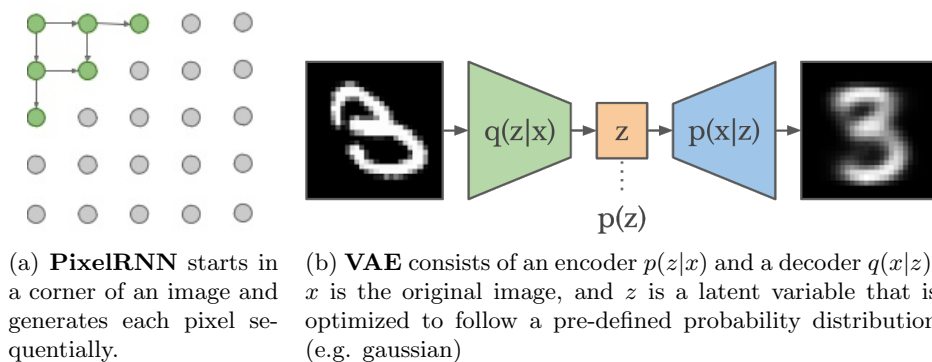 q(z|x)
z
p(x|z)
p(z)
(a) PixelRNN starts in
a corner of an image and
generates each pixel se-
quentially.
(b) VAE consists of an encoder p(z|x) and a decoder q(x|z)
x is the original image, and z is a latent variable that is
optimized to follow a pre-defined probability distribution
(e.g. gaussian)